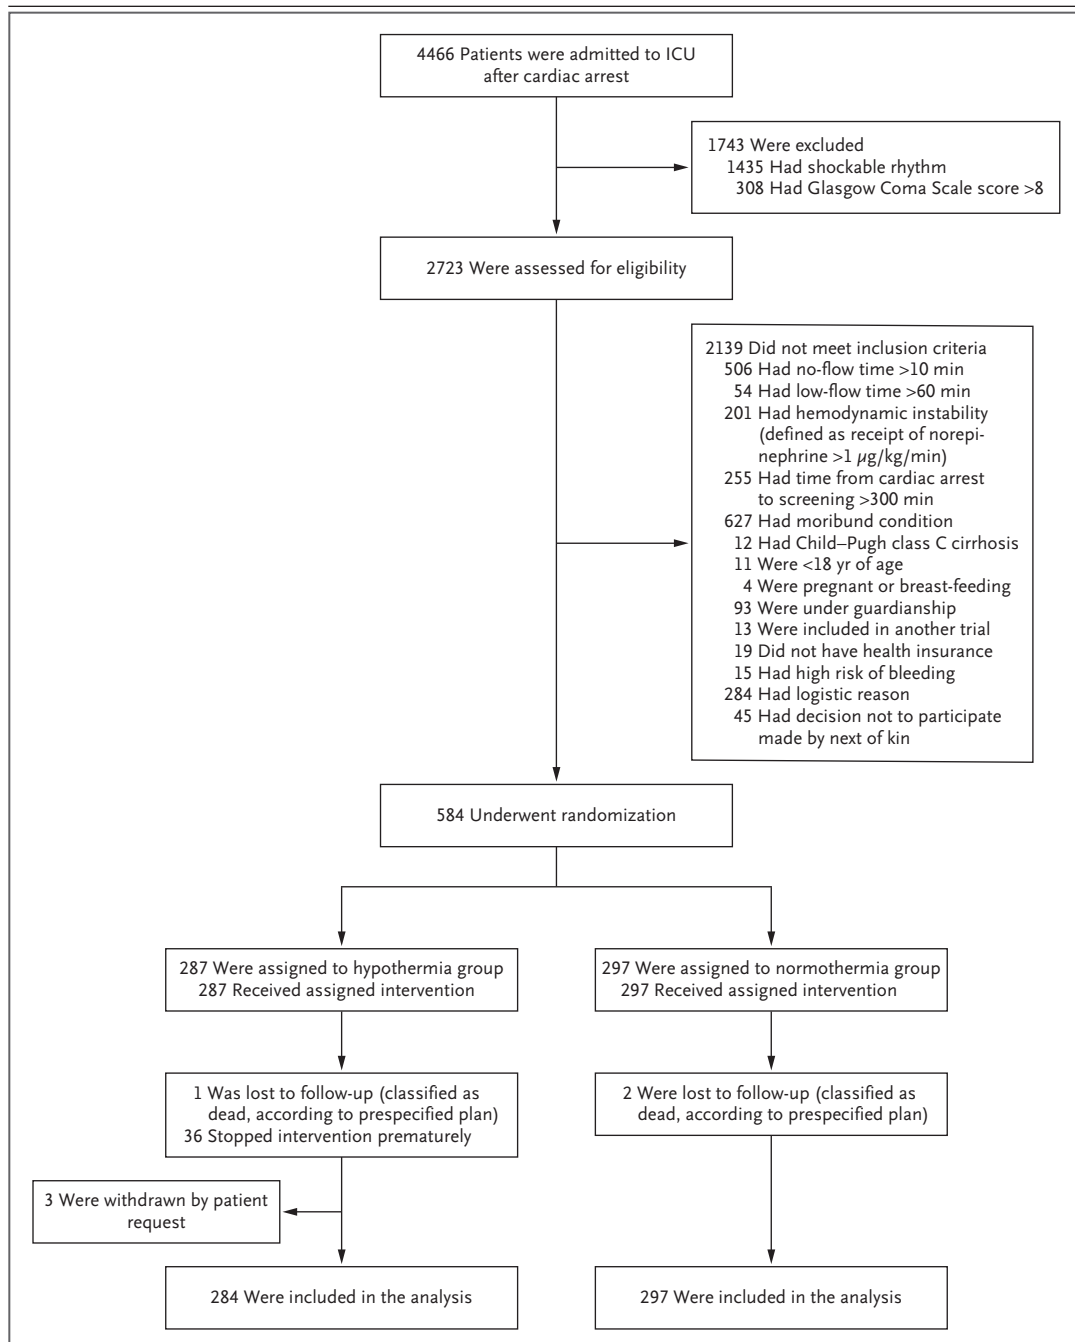 4466 Patients were admitted to ICU
after cardiac arrest
1743 Were excluded
1435 Had shockable rhythm
308 Had Glasgow Coma Scale score >8
2723 Were assessed for eligibility
2139 Did not meet inclusion criteria
506 Had no-flow time >10 min
54 Had low-flow time >60 min
201 Had hemodynamic instability
(defined as receipt of norepi-
nephrine >1 µg/kg/min)
255 Had time from cardiac arrest
to screening >300 min
627 Had moribund condition
12 Had Child–Pugh class C cirrhosis
11 Were <18 yr of age
4 Were pregnant or breast-feeding
93 Were under guardianship
13 Were included in another trial
19 Did not have health insurance
15 Had high risk of bleeding
284 Had logistic reason
45 Had decision not to participate
made by next of kin
584 Underwent randomization
287 Were assigned to hypothermia group
287 Received assigned intervention
297 Were assigned to normothermia group
297 Received assigned intervention
1 Was lost to follow-up (classified as
dead, according to prespecified plan)
36 Stopped intervention prematurely
2 Were lost to follow-up (classified as
dead, according to prespecified plan)
3 Were withdrawn by patient
request
284 Were included in the analysis
297 Were included in the analysis